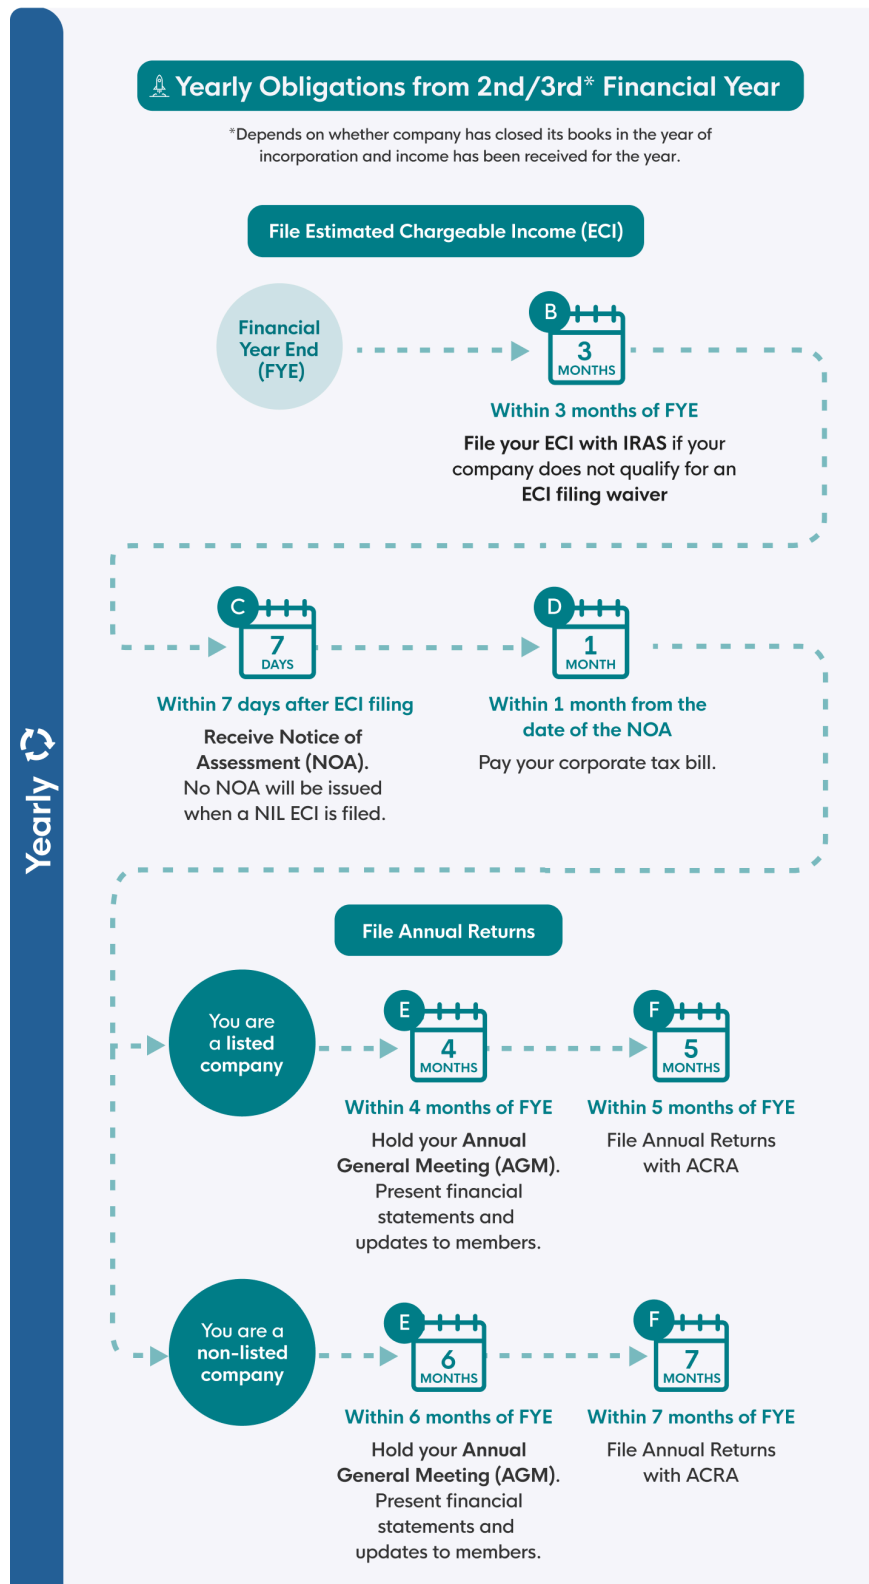 Yearly Obligations from 2nd/3rd* Financial Year
*Depends on whether company has closed its books in the year of
incorporation and income has been received for the year.
File Estimated Chargeable Income (ECI)
Financial
Year End
(FYE)
B
3
MONTHS
Within 3 months of FYE
File your ECI with IRAS if your
company does not qualify for an
ECI filing waiver
C
7
DAYS
Within 7 days after ECI filing
Receive Notice of
Assessment (NOA).
No NOA will be issued
when a NIL ECI is filed.
D
1
MONTH
Within 1 month from the
date of the NOA
Pay your corporate tax bill.
Yearly
File Annual Returns
You are
a listed
company
E
4
MONTHS
Within 4 months of FYE
Hold your Annual
General Meeting (AGM).
Present financial
statements and
updates to members.
F
5
MONTHS
Within 5 months of FYE
File Annual Returns
with ACRA
You are a
non-listed
company
E
6
MONTHS
Within 6 months of FYE
Hold your Annual
General Meeting (AGM).
Present financial
statements and
updates to members.
F
7
MONTHS
Within 7 months of FYE
File Annual Returns
with ACRA